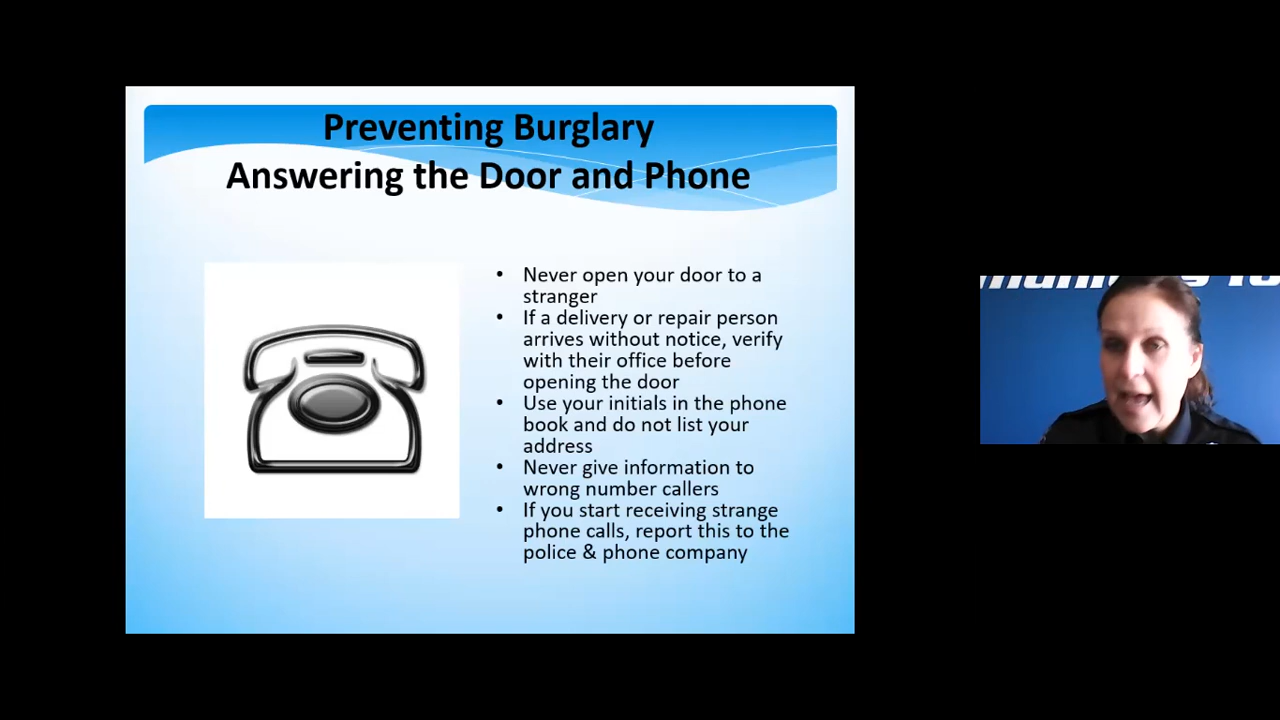 Preventing Burglary
Answering the Door and Phone
• Never open your door to a
stranger
• If a delivery or repair person
arrives without notice, verify
with their office before
opening the door
• Use your initials in the phone
book and do not list your
address
• Never give information to
wrong number callers
• If you start receiving strange
phone calls, report this to the
police & phone company